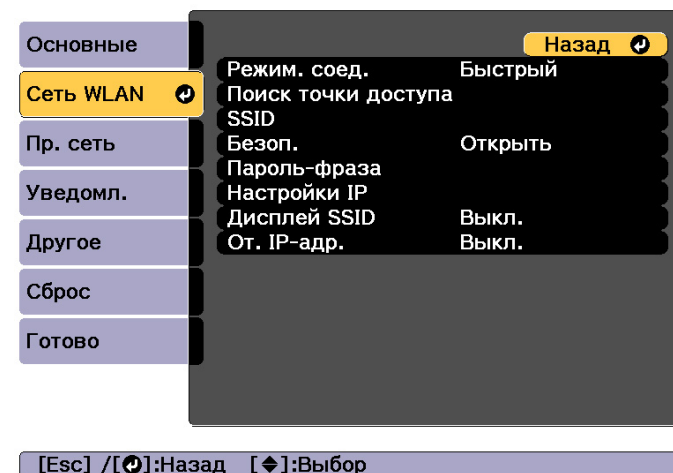 Основные
Сеть WLAN
Пр. сеть
Уведомл.
Другое
Сброс
Готово
Назад
Режим. соед. Быстрый
Поиск точки доступа
SSID
Безоп. Открыть
Пароль-фраза
Настройки IP
Дисплей SSID Выкл.
От. IP-адр. Выкл.
[Esc] /[↵]:Назад [◆]:Выбор